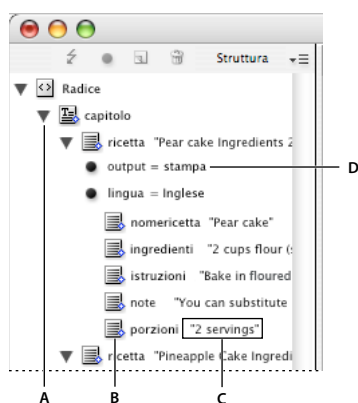 Struttura
Radice
capitolo
ricetta "Pear cake Ingredients 2
output = stampa
D
lingua = Inglese
nomericetta "Pear cake"
ingredienti "2 cups flour (
istruzioni "Bake in floured
note "You can substitute
porzioni "2 servings"
ricetta "Pineapple Cake Ingredi
A B C